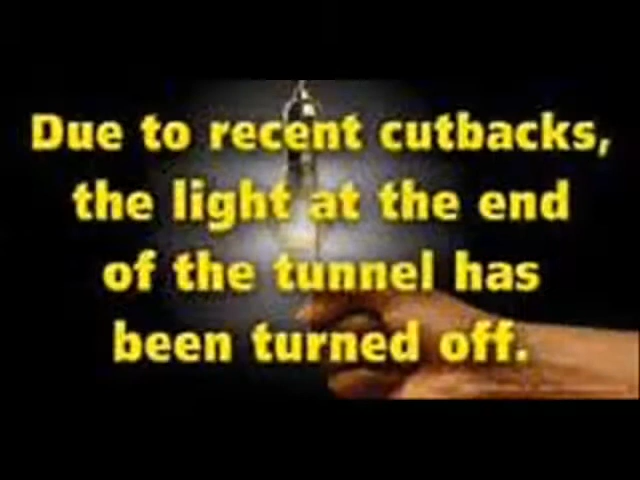 Due to recent cutbacks,
the light at the end
of the tunnel has
been turned off.